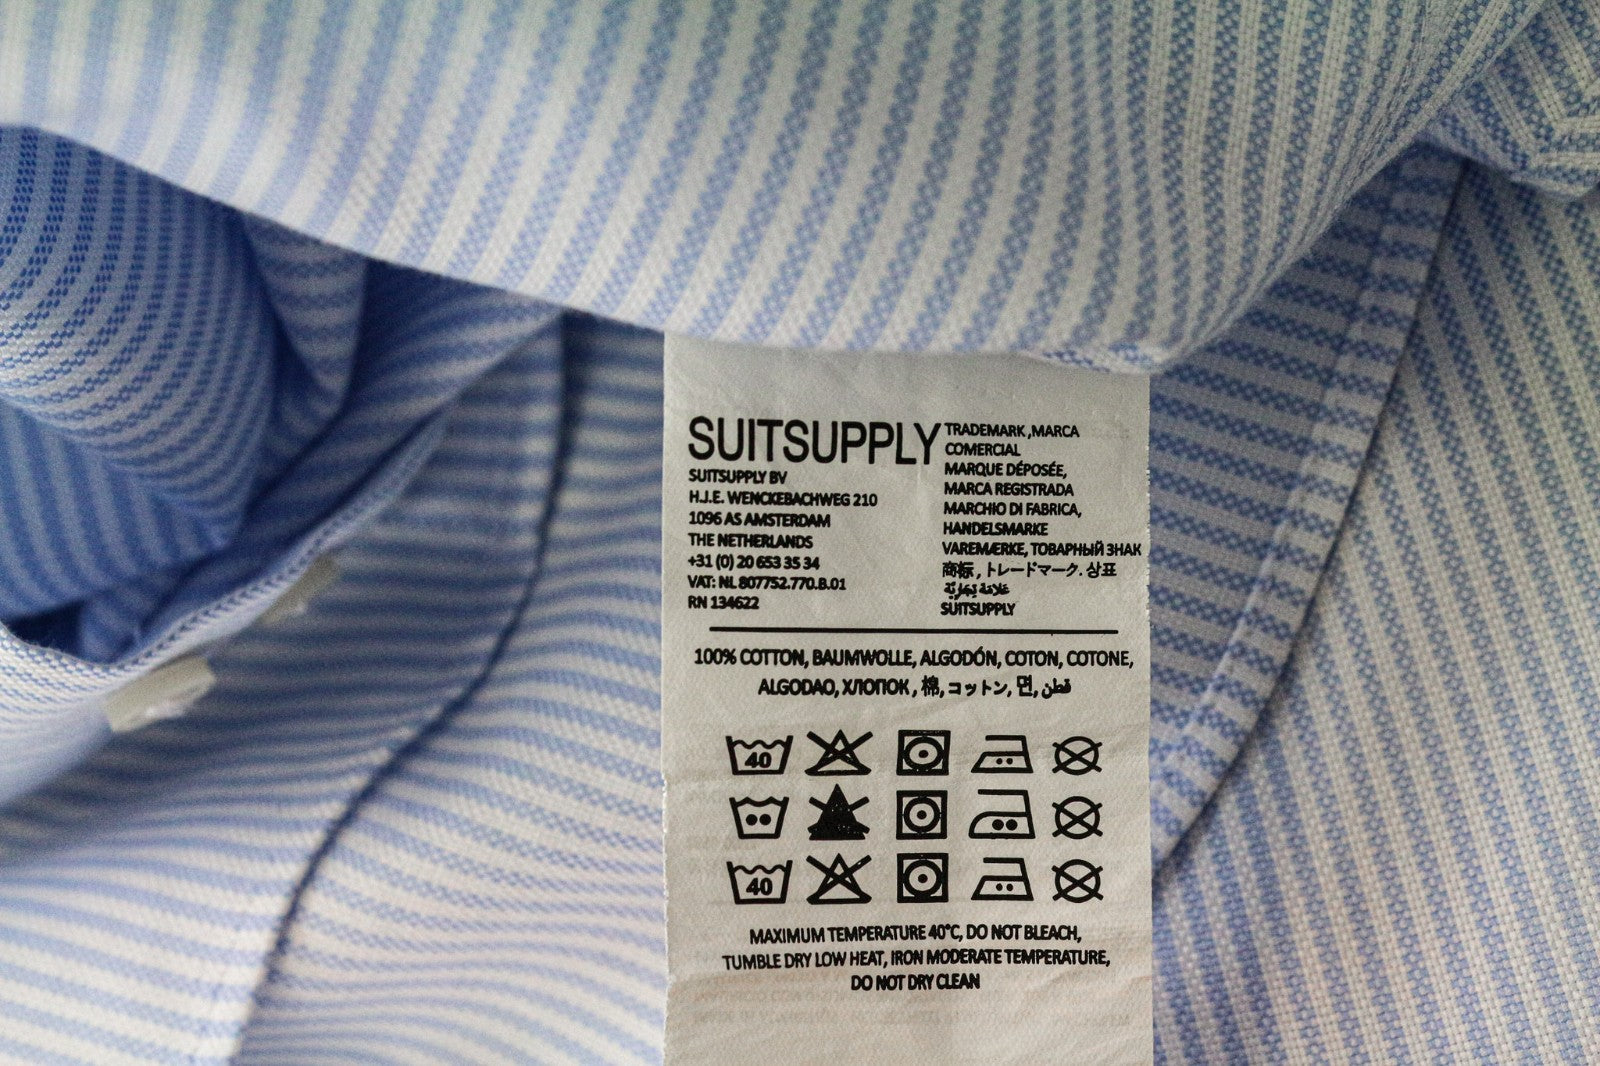 SUITSUPPLY
SUITSUPPLY BV
H.J.E. WENCKEBACHWEG 210
1096 AS AMSTERDAM
THE NETHERLANDS
+31 (0) 20 653 35 34
VAT: NL 807752.770.B.01
RN 134622
TRADEMARK ,MARCA
COMERCIAL
MARQUE DÉPOSÉE,
MARCA REGISTRADA
MARCHIO DI FABRICA,
HANDELSMARKE
VAREMÆRKE, ТОВАРНЫЙ ЗНАК
商标 , トレードマーク. 상표
علامة تجارية
SUITSUPPLY
100% COTTON, BAUMWOLLE, ALGODÓN, COTON, COTONE,
ALGODAO, ХЛОПОК , 棉, コットン, 면, قطن
40
40
MAXIMUM TEMPERATURE 40°C, DO NOT BLEACH,
TUMBLE DRY LOW HEAT, IRON MODERATE TEMPERATURE,
DO NOT DRY CLEAN